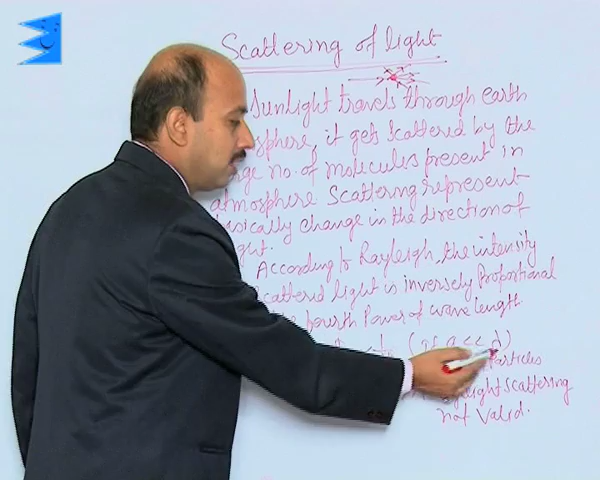 Scattering of light
Sunlight travels through earth
it gets scattered by the
no. of molecules present in
atmosphere scattering represent
basically change in the direction of
According to Rayleigh, the intensity
scattered light is inversely Proportional
fourth Power of wave length.
(if a << λ)
Particles
scattering
not valid.